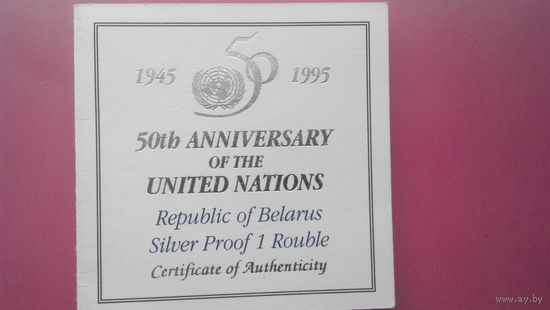 50
1945 1995
50th ANNIVERSARY
OF THE
UNITED NATIONS
Republic of Belarus
Silver Proof 1 Rouble
Certificate of Authenticity
© www.ay.by